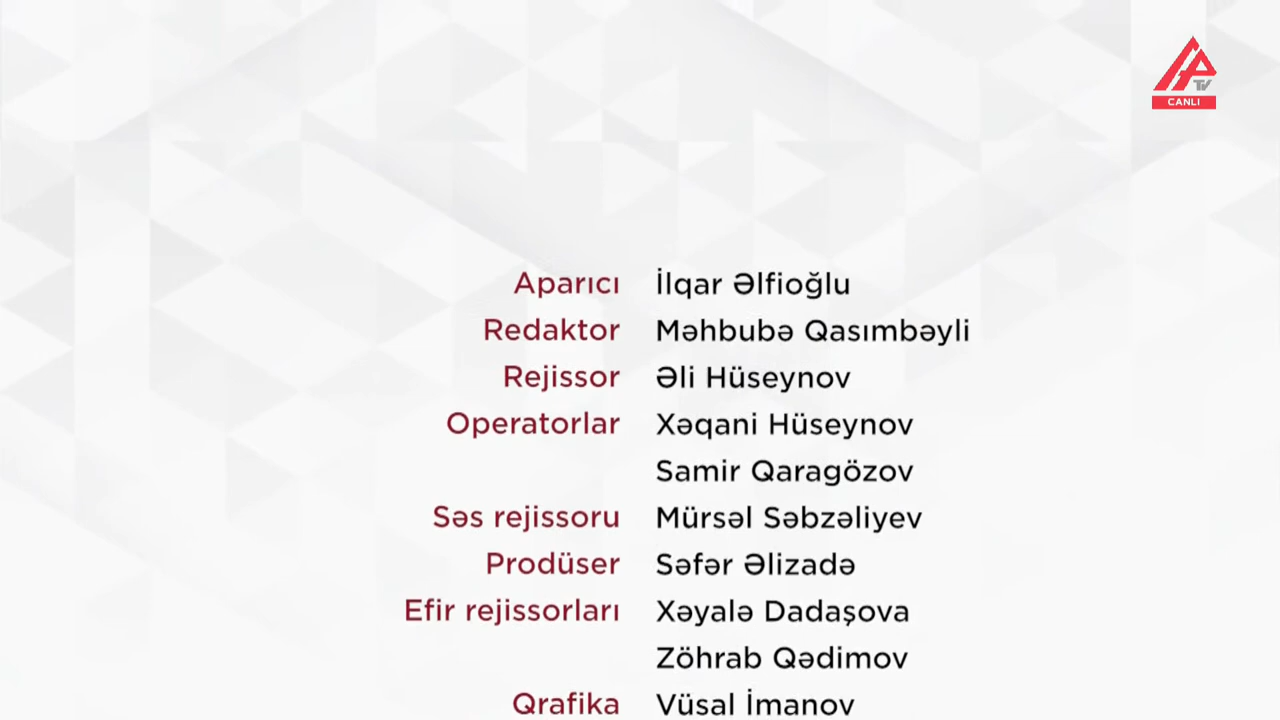 APTV
CANLI
Aparıcı İlqar Əlfioğlu
Redaktor Məhbubə Qasımbəyli
Rejissor Əli Hüseynov
Operatorlar Xəqani Hüseynov
Samir Qaragözov
Səs rejissoru Mürsəl Səbzəliyev
Prodüser Səfər Əlizadə
Efir rejissorları Xəyalə Dadaşova
Zöhrab Qədimov
Qrafika Vüsal İmanov